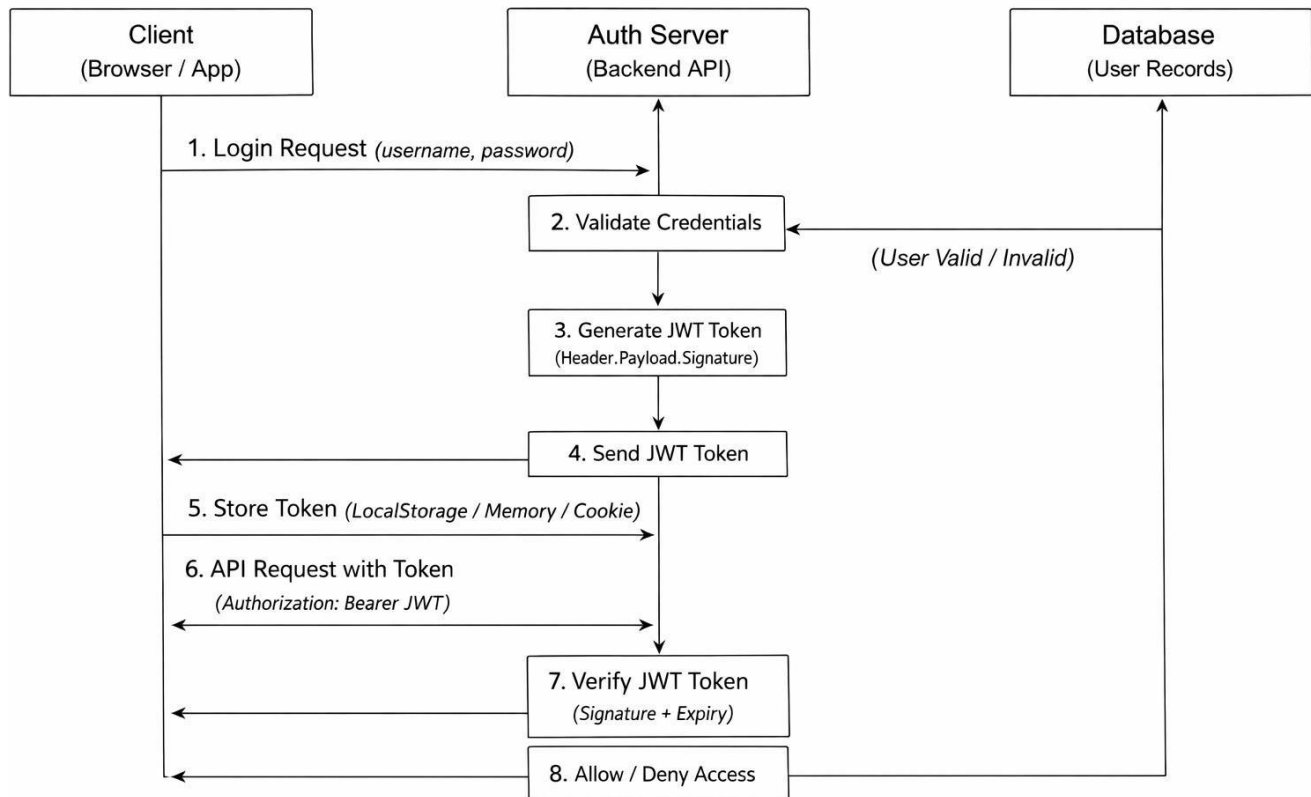 Client
(Browser / App)
Auth Server
(Backend API)
Database
(User Records)
1. Login Request (username, password)
2. Validate Credentials
(User Valid / Invalid)
3. Generate JWT Token
(Header.Payload.Signature)
4. Send JWT Token
5. Store Token (LocalStorage / Memory / Cookie)
6. API Request with Token
(Authorization: Bearer JWT)
7. Verify JWT Token
(Signature + Expiry)
8. Allow / Deny Access